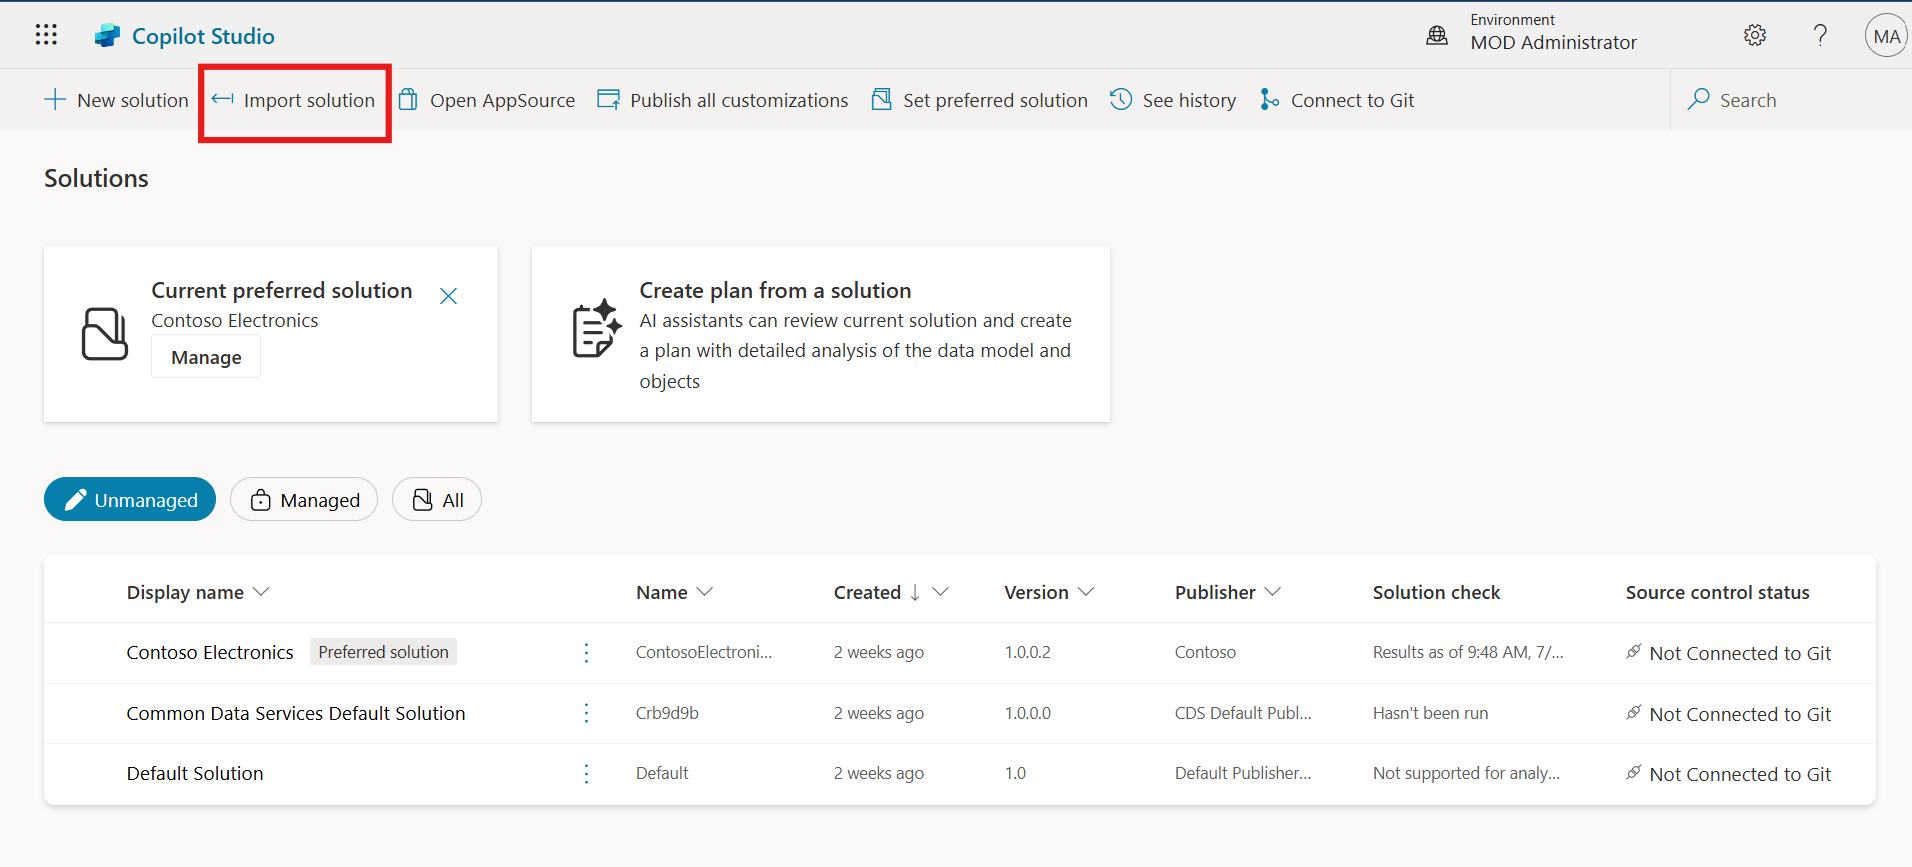 Copilot Studio
Environment
MOD Administrator
MA
New solution
Import solution
Open AppSource
Publish all customizations
Set preferred solution
See history
Connect to Git
Search
Solutions
Current preferred solution
Contoso Electronics
Manage
Create plan from a solution
AI assistants can review current solution and create
a plan with detailed analysis of the data model and
objects
Unmanaged
Managed
All
Display name Name Created Version Publisher Solution check Source control status
Contoso Electronics Preferred solution ContosoElectroni... 2 weeks ago 1.0.0.2 Contoso Results as of 9:48 AM, 7/... Not Connected to Git
Common Data Services Default Solution Crb9d9b 2 weeks ago 1.0.0.0 CDS Default Publ... Hasn't been run Not Connected to Git
Default Solution Default 2 weeks ago 1.0 Default Publisher... Not supported for analy... Not Connected to Git